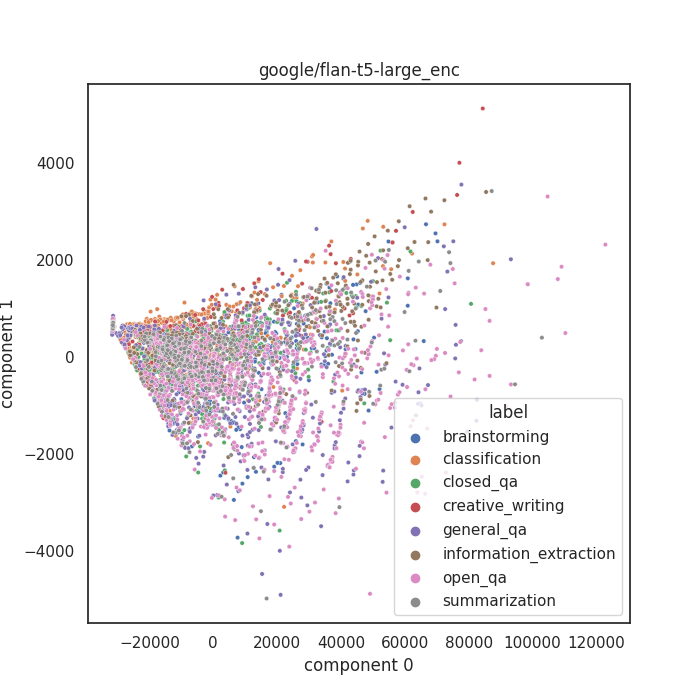 google/flan-t5-large_enc
component 1
4000
2000
0
−2000
−4000
label
brainstorming
classification
closed_qa
creative_writing
general_qa
information_extraction
open_qa
summarization
−20000 0 20000 40000 60000 80000 100000 120000
component 0